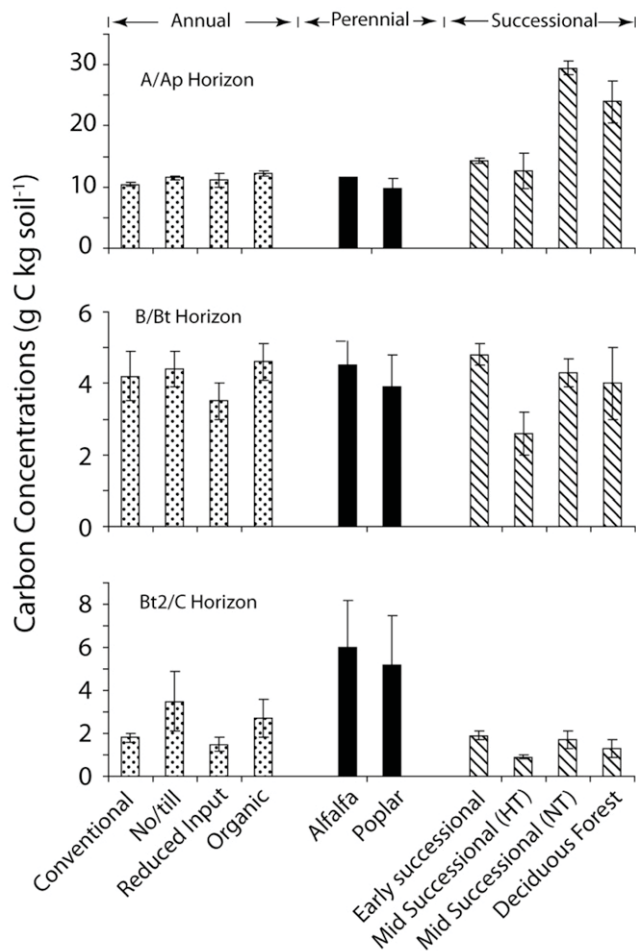 Annual Perennial Successional
A/Ap Horizon
30
20
10
0
B/Bt Horizon
6
4
2
0
Bt2/C Horizon
8
6
4
2
0
Carbon Concentrations (g C kg soil⁻¹)
Conventional
No/till
Reduced Input
Organic
Alfalfa
Poplar
Early successional
Mid Successional (HT)
Mid Successional (NT)
Deciduous Forest